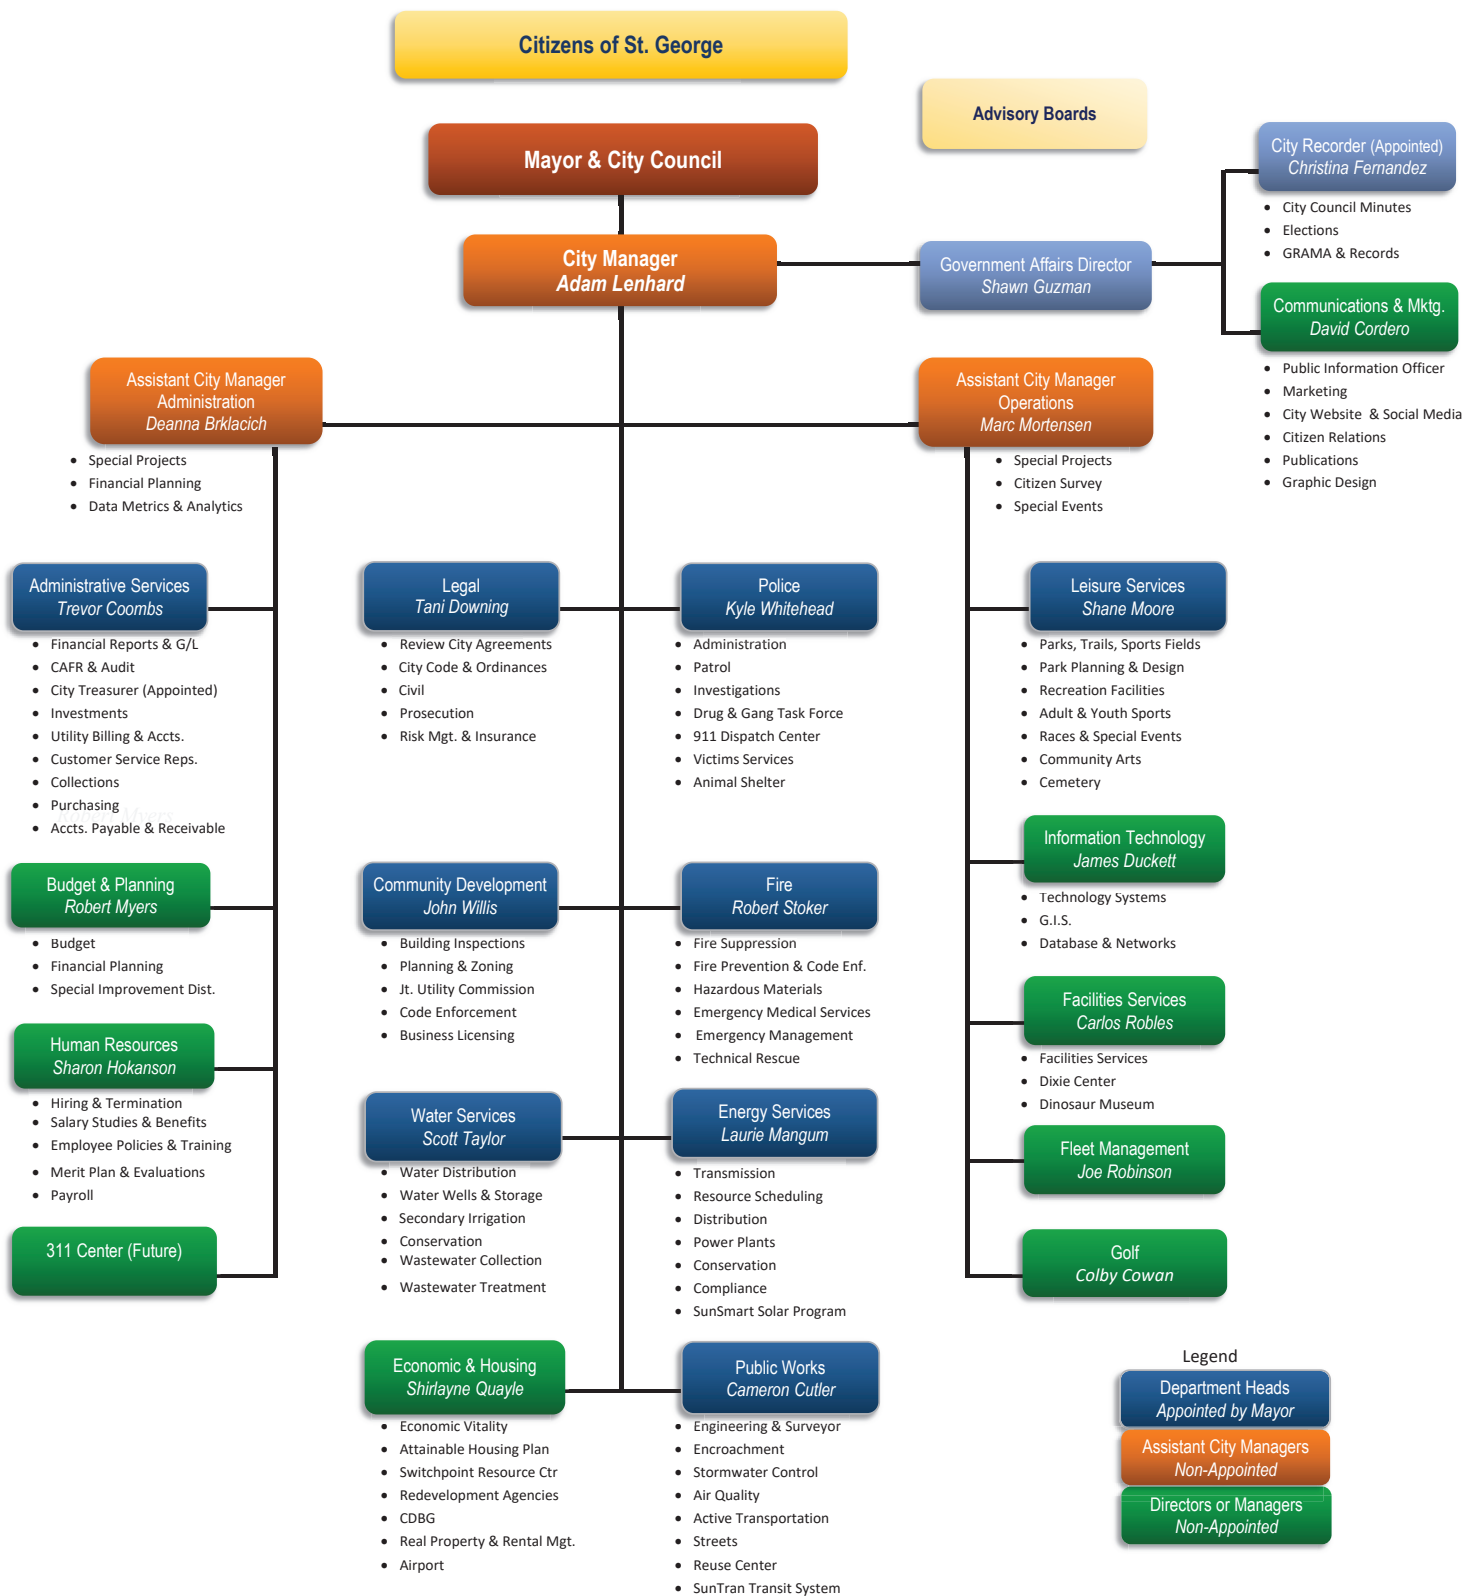 Citizens of St. George
Advisory Boards
Mayor & City Council
City Recorder (Appointed)
Christina Fernandez
• City Council Minutes
• Elections
• GRAMA & Records
City Manager
Adam Lenhard
Government Affairs Director
Shawn Guzman
Communications & Mktg.
David Cordero
• Public Information Officer
• Marketing
• City Website & Social Media
• Citizen Relations
• Publications
• Graphic Design
Assistant City Manager
Administration
Deanna Brklacich
• Special Projects
• Financial Planning
• Data Metrics & Analytics
Assistant City Manager
Operations
Marc Mortensen
• Special Projects
• Citizen Survey
• Special Events
Administrative Services
Trevor Coombs
• Financial Reports & G/L
• CAFR & Audit
• City Treasurer (Appointed)
• Investments
• Utility Billing & Accts.
• Customer Service Reps.
• Collections
• Purchasing
Robert Myers
• Accts. Payable & Receivable
Legal
Tani Downing
• Review City Agreements
• City Code & Ordinances
• Civil
• Prosecution
• Risk Mgt. & Insurance
Police
Kyle Whitehead
• Administration
• Patrol
• Investigations
• Drug & Gang Task Force
• 911 Dispatch Center
• Victims Services
• Animal Shelter
Leisure Services
Shane Moore
• Parks, Trails, Sports Fields
• Park Planning & Design
• Recreation Facilities
• Adult & Youth Sports
• Races & Special Events
• Community Arts
• Cemetery
Information Technology
James Duckett
• Technology Systems
• G.I.S.
• Database & Networks
Budget & Planning
Robert Myers
• Budget
• Financial Planning
• Special Improvement Dist.
Community Development
John Willis
• Building Inspections
• Planning & Zoning
• Jt. Utility Commission
• Code Enforcement
• Business Licensing
Fire
Robert Stoker
• Fire Suppression
• Fire Prevention & Code Enf.
• Hazardous Materials
• Emergency Medical Services
• Emergency Management
• Technical Rescue
Facilities Services
Carlos Robles
• Facilities Services
• Dixie Center
• Dinosaur Museum
Human Resources
Sharon Hokanson
• Hiring & Termination
• Salary Studies & Benefits
• Employee Policies & Training
• Merit Plan & Evaluations
• Payroll
Water Services
Scott Taylor
• Water Distribution
• Water Wells & Storage
• Secondary Irrigation
• Conservation
• Wastewater Collection
• Wastewater Treatment
Energy Services
Laurie Mangum
• Transmission
• Resource Scheduling
• Distribution
• Power Plants
• Conservation
• Compliance
• SunSmart Solar Program
Fleet Management
Joe Robinson
311 Center (Future)
Golf
Colby Cowan
Economic & Housing
Shirlayne Quayle
• Economic Vitality
• Attainable Housing Plan
• Switchpoint Resource Ctr
• Redevelopment Agencies
• CDBG
• Real Property & Rental Mgt.
• Airport
Public Works
Cameron Cutler
• Engineering & Surveyor
• Encroachment
• Stormwater Control
• Air Quality
• Active Transportation
• Streets
• Reuse Center
• SunTran Transit System
Legend
Department Heads
Appointed by Mayor
Assistant City Managers
Non-Appointed
Directors or Managers
Non-Appointed